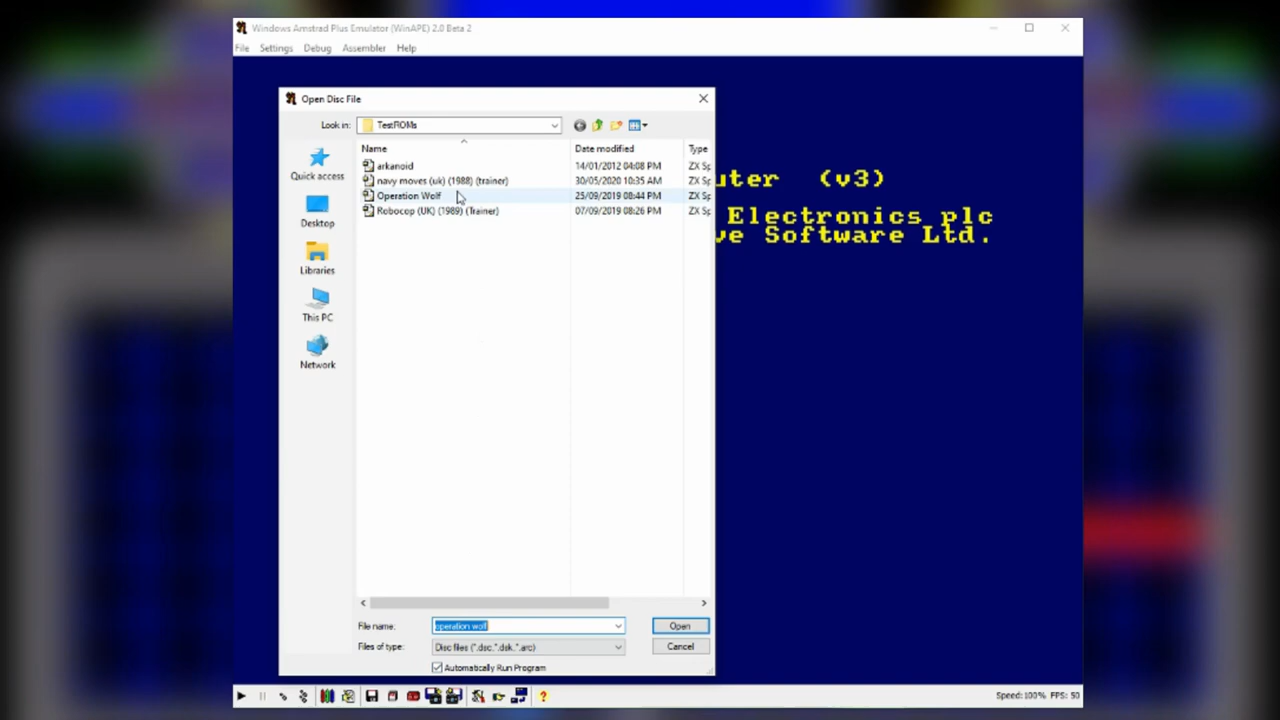 Windows Amstrad Plus Emulator (WinAPE) 2.0 Beta 2
File Settings Debug Assembler Help
Open Disc File
Look in: TestROMs
Name Date modified Type
arkanoid 14/01/2012 04:08 PM ZX Sp
navy moves (uk) (1988) (trainer) 30/05/2020 10:35 AM ZX Sp
Operation Wolf 25/09/2019 08:44 PM ZX Sp
Robocop (UK) (1989) (Trainer) 07/09/2019 08:26 PM ZX Sp
Quick access
Desktop
Libraries
This PC
Network
uter (v3)
Electronics plc
ve Software Ltd.
File name: operation wolf Open
Files of type: Disc files (*.dsc,*.dsk,*.arc) Cancel
Automatically Run Program
Speed:100% FPS: 50